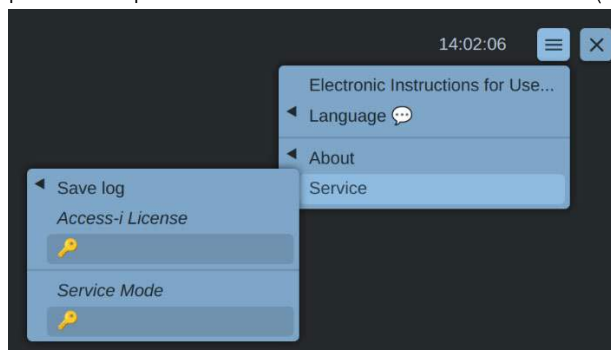 14:02:06
Electronic Instructions for Use...
Language
About
Service
Save log
Access-i License
Service Mode